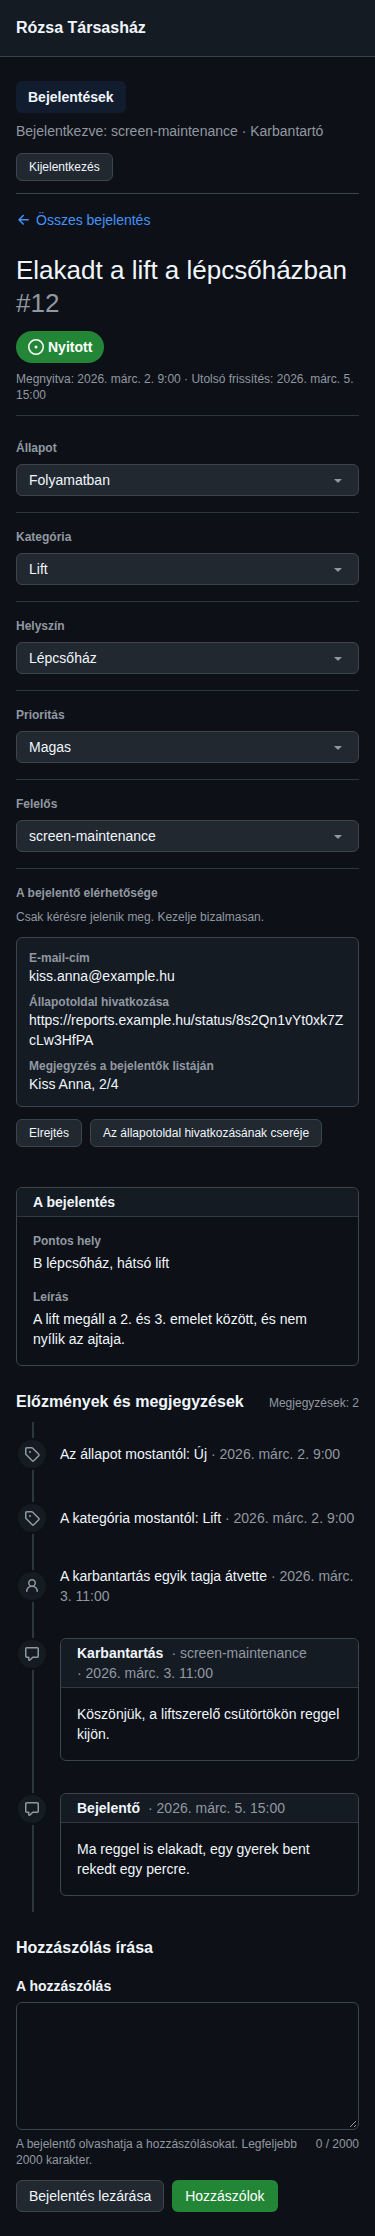 Rózsa Társasház
Bejelentések
Bejelentkezve: screen-maintenance · Karbantartó
Kijelentkezés
← Összes bejelentés
Elakadt a lift a lépcsőházban
#12
Nyitott
Megnyitva: 2026. márc. 2. 9:00 · Utolsó frissítés: 2026. márc. 5.
15:00
Állapot
Folyamatban
Kategória
Lift
Helyszín
Lépcsőház
Prioritás
Magas
Felelős
screen-maintenance
A bejelentő elérhetősége
Csak kérésre jelenik meg. Kezelje bizalmasan.
E-mail-cím
kiss.anna@example.hu
Állapotoldal hivatkozása
https://reports.example.hu/status/8s2Qn1vYt0xk7Z
cLw3HfPA
Megjegyzés a bejelentők listáján
Kiss Anna, 2/4
Elrejtés
Az állapotoldal hivatkozásának cseréje
A bejelentés
Pontos hely
B lépcsőház, hátsó lift
Leírás
A lift megáll a 2. és 3. emelet között, és nem
nyílik az ajtaja.
Előzmények és megjegyzések
Megjegyzések: 2
Az állapot mostantól: Új · 2026. márc. 2. 9:00
A kategória mostantól: Lift · 2026. márc. 2. 9:00
A karbantartás egyik tagja átvette · 2026. márc.
3. 11:00
Karbantartás · screen-maintenance
· 2026. márc. 3. 11:00
Köszönjük, a liftszerelő csütörtökön reggel
kijön.
Bejelentő · 2026. márc. 5. 15:00
Ma reggel is elakadt, egy gyerek bent
rekedt egy percre.
Hozzászólás írása
A hozzászólás
A bejelentő olvashatja a hozzászólásokat. Legfeljebb
2000 karakter.
0 / 2000
Bejelentés lezárása
Hozzászólok